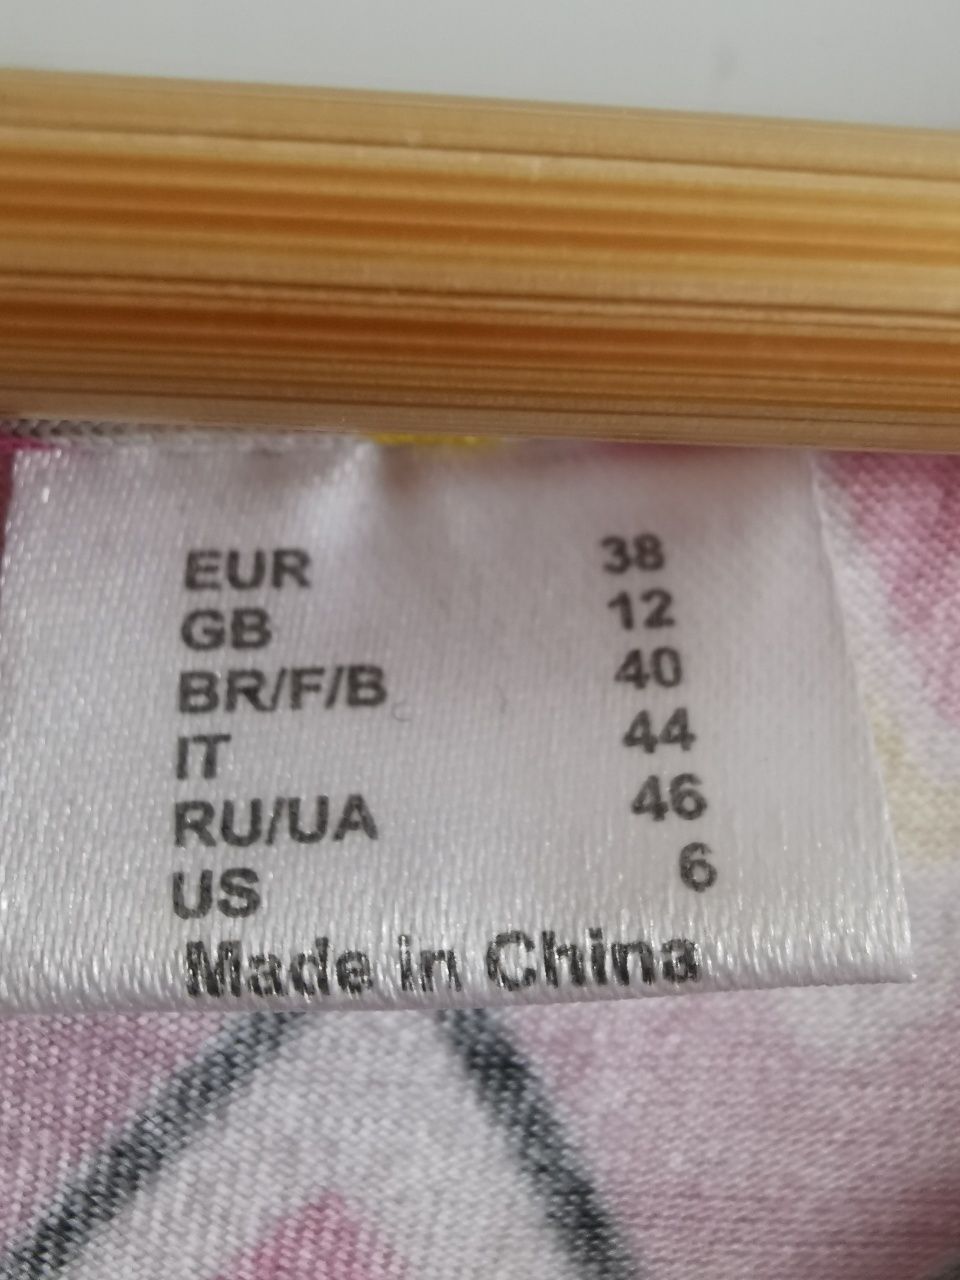 EUR 38
GB 12
BR/F/B 40
IT 44
RU/UA 46
US 6
Made in China